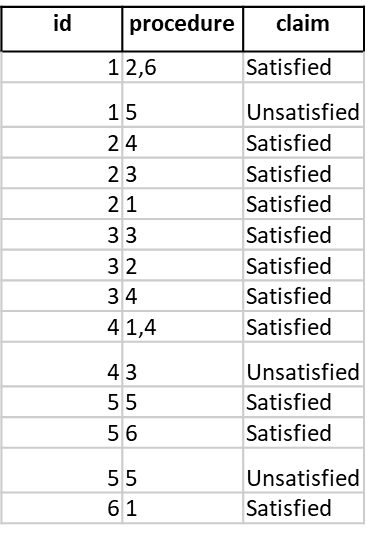 id procedure claim
1 2,6 Satisfied
1 5 Unsatisfied
2 4 Satisfied
2 3 Satisfied
2 1 Satisfied
3 3 Satisfied
3 2 Satisfied
3 4 Satisfied
4 1,4 Satisfied
4 3 Unsatisfied
5 5 Satisfied
5 6 Satisfied
5 5 Unsatisfied
6 1 Satisfied